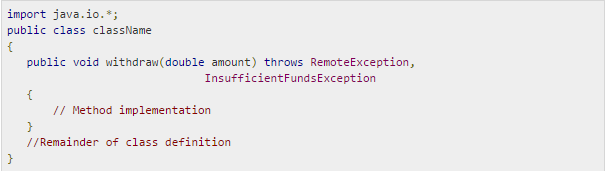 import java.io.*;
public class className
{
   public void withdraw(double amount) throws RemoteException,
                              InsufficientFundsException
   {
       // Method implementation
   }
   //Remainder of class definition
}